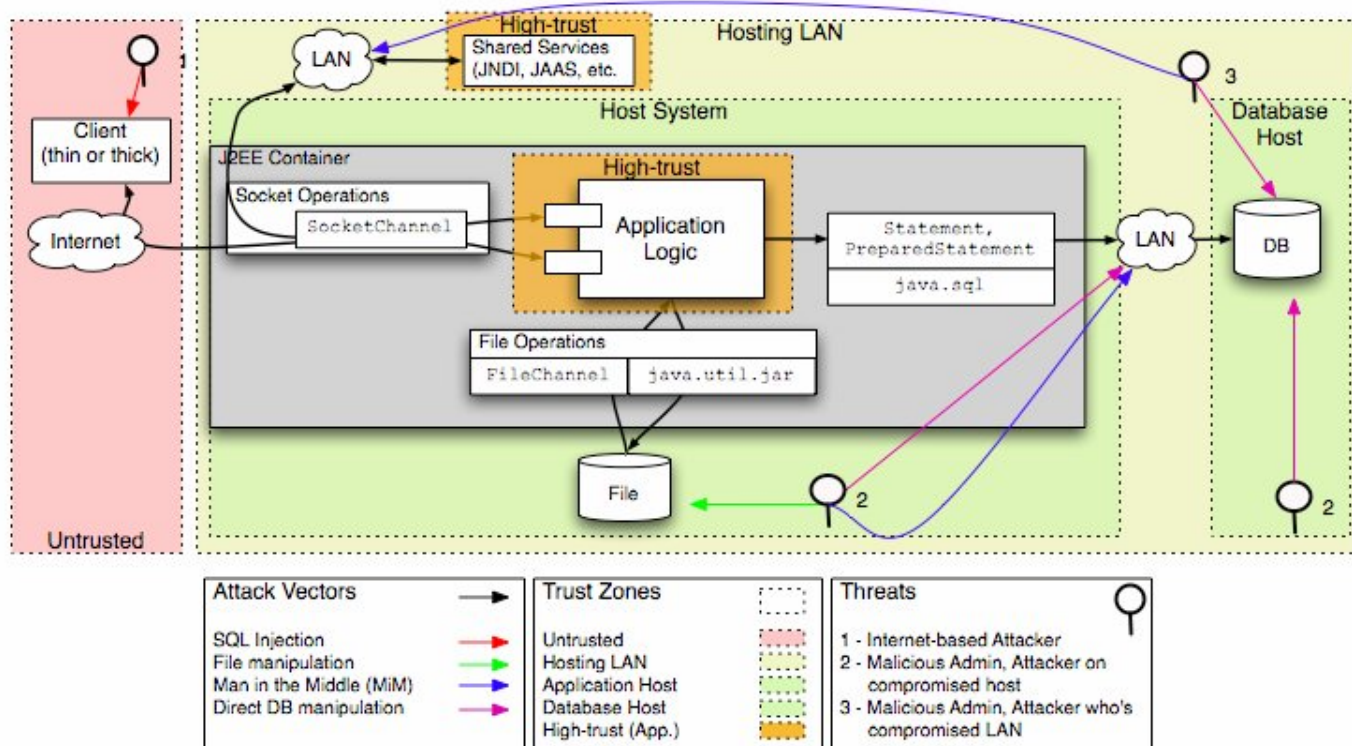 High-trust
Hosting LAN
LAN
Shared Services
(JNDI, JAAS, etc.
1
3
Client
(thin or thick)
Host System
Database
Host
J2EE Container
High-trust
Socket Operations
SocketChannel
Application
Logic
Statement,
PreparedStatement
java.sql
Internet
LAN
DB
File Operations
FileChannel
java.util.jar
File
2
2
Untrusted
Attack Vectors
SQL Injection
File manipulation
Man in the Middle (MiM)
Direct DB manipulation
Trust Zones
Untrusted
Hosting LAN
Application Host
Database Host
High-trust (App.)
Threats
1 - Internet-based Attacker
2 - Malicious Admin, Attacker on
compromised host
3 - Malicious Admin, Attacker who's
compromised LAN